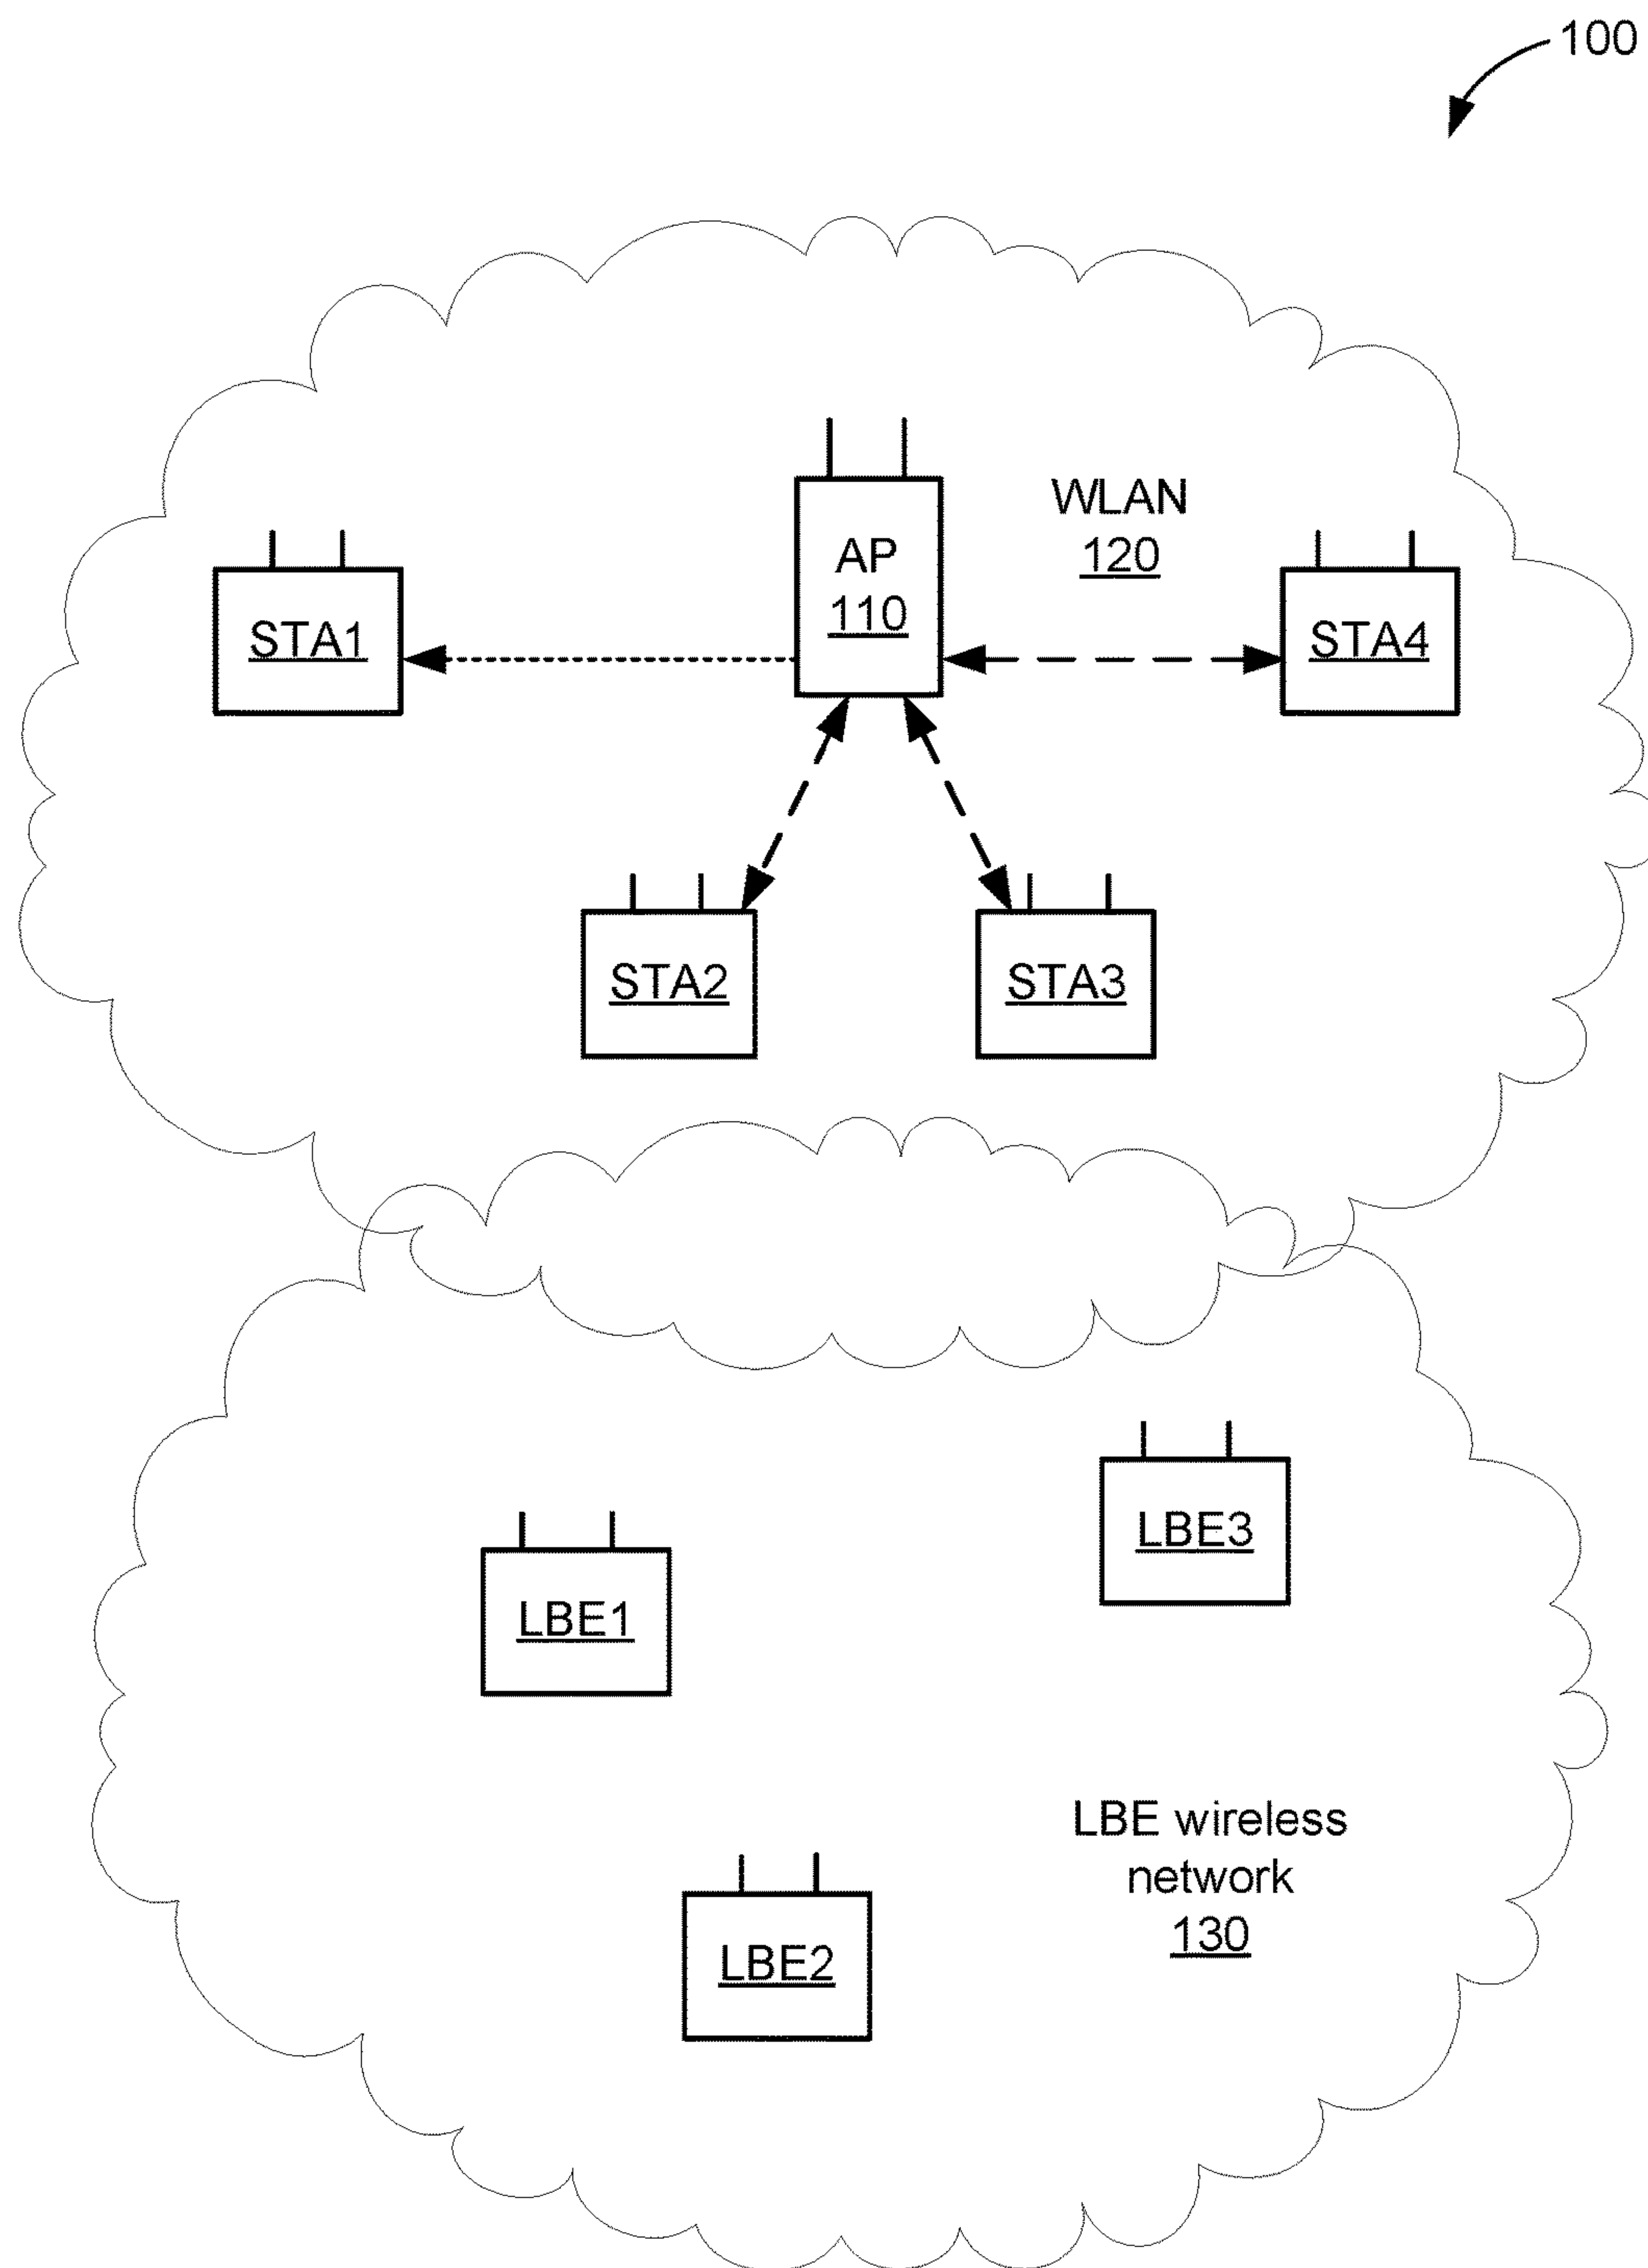 100
WLAN
120
AP
110
STA1
STA4
STA2
STA3
LBE3
LBE1
LBE wireless
network
130
LBE2